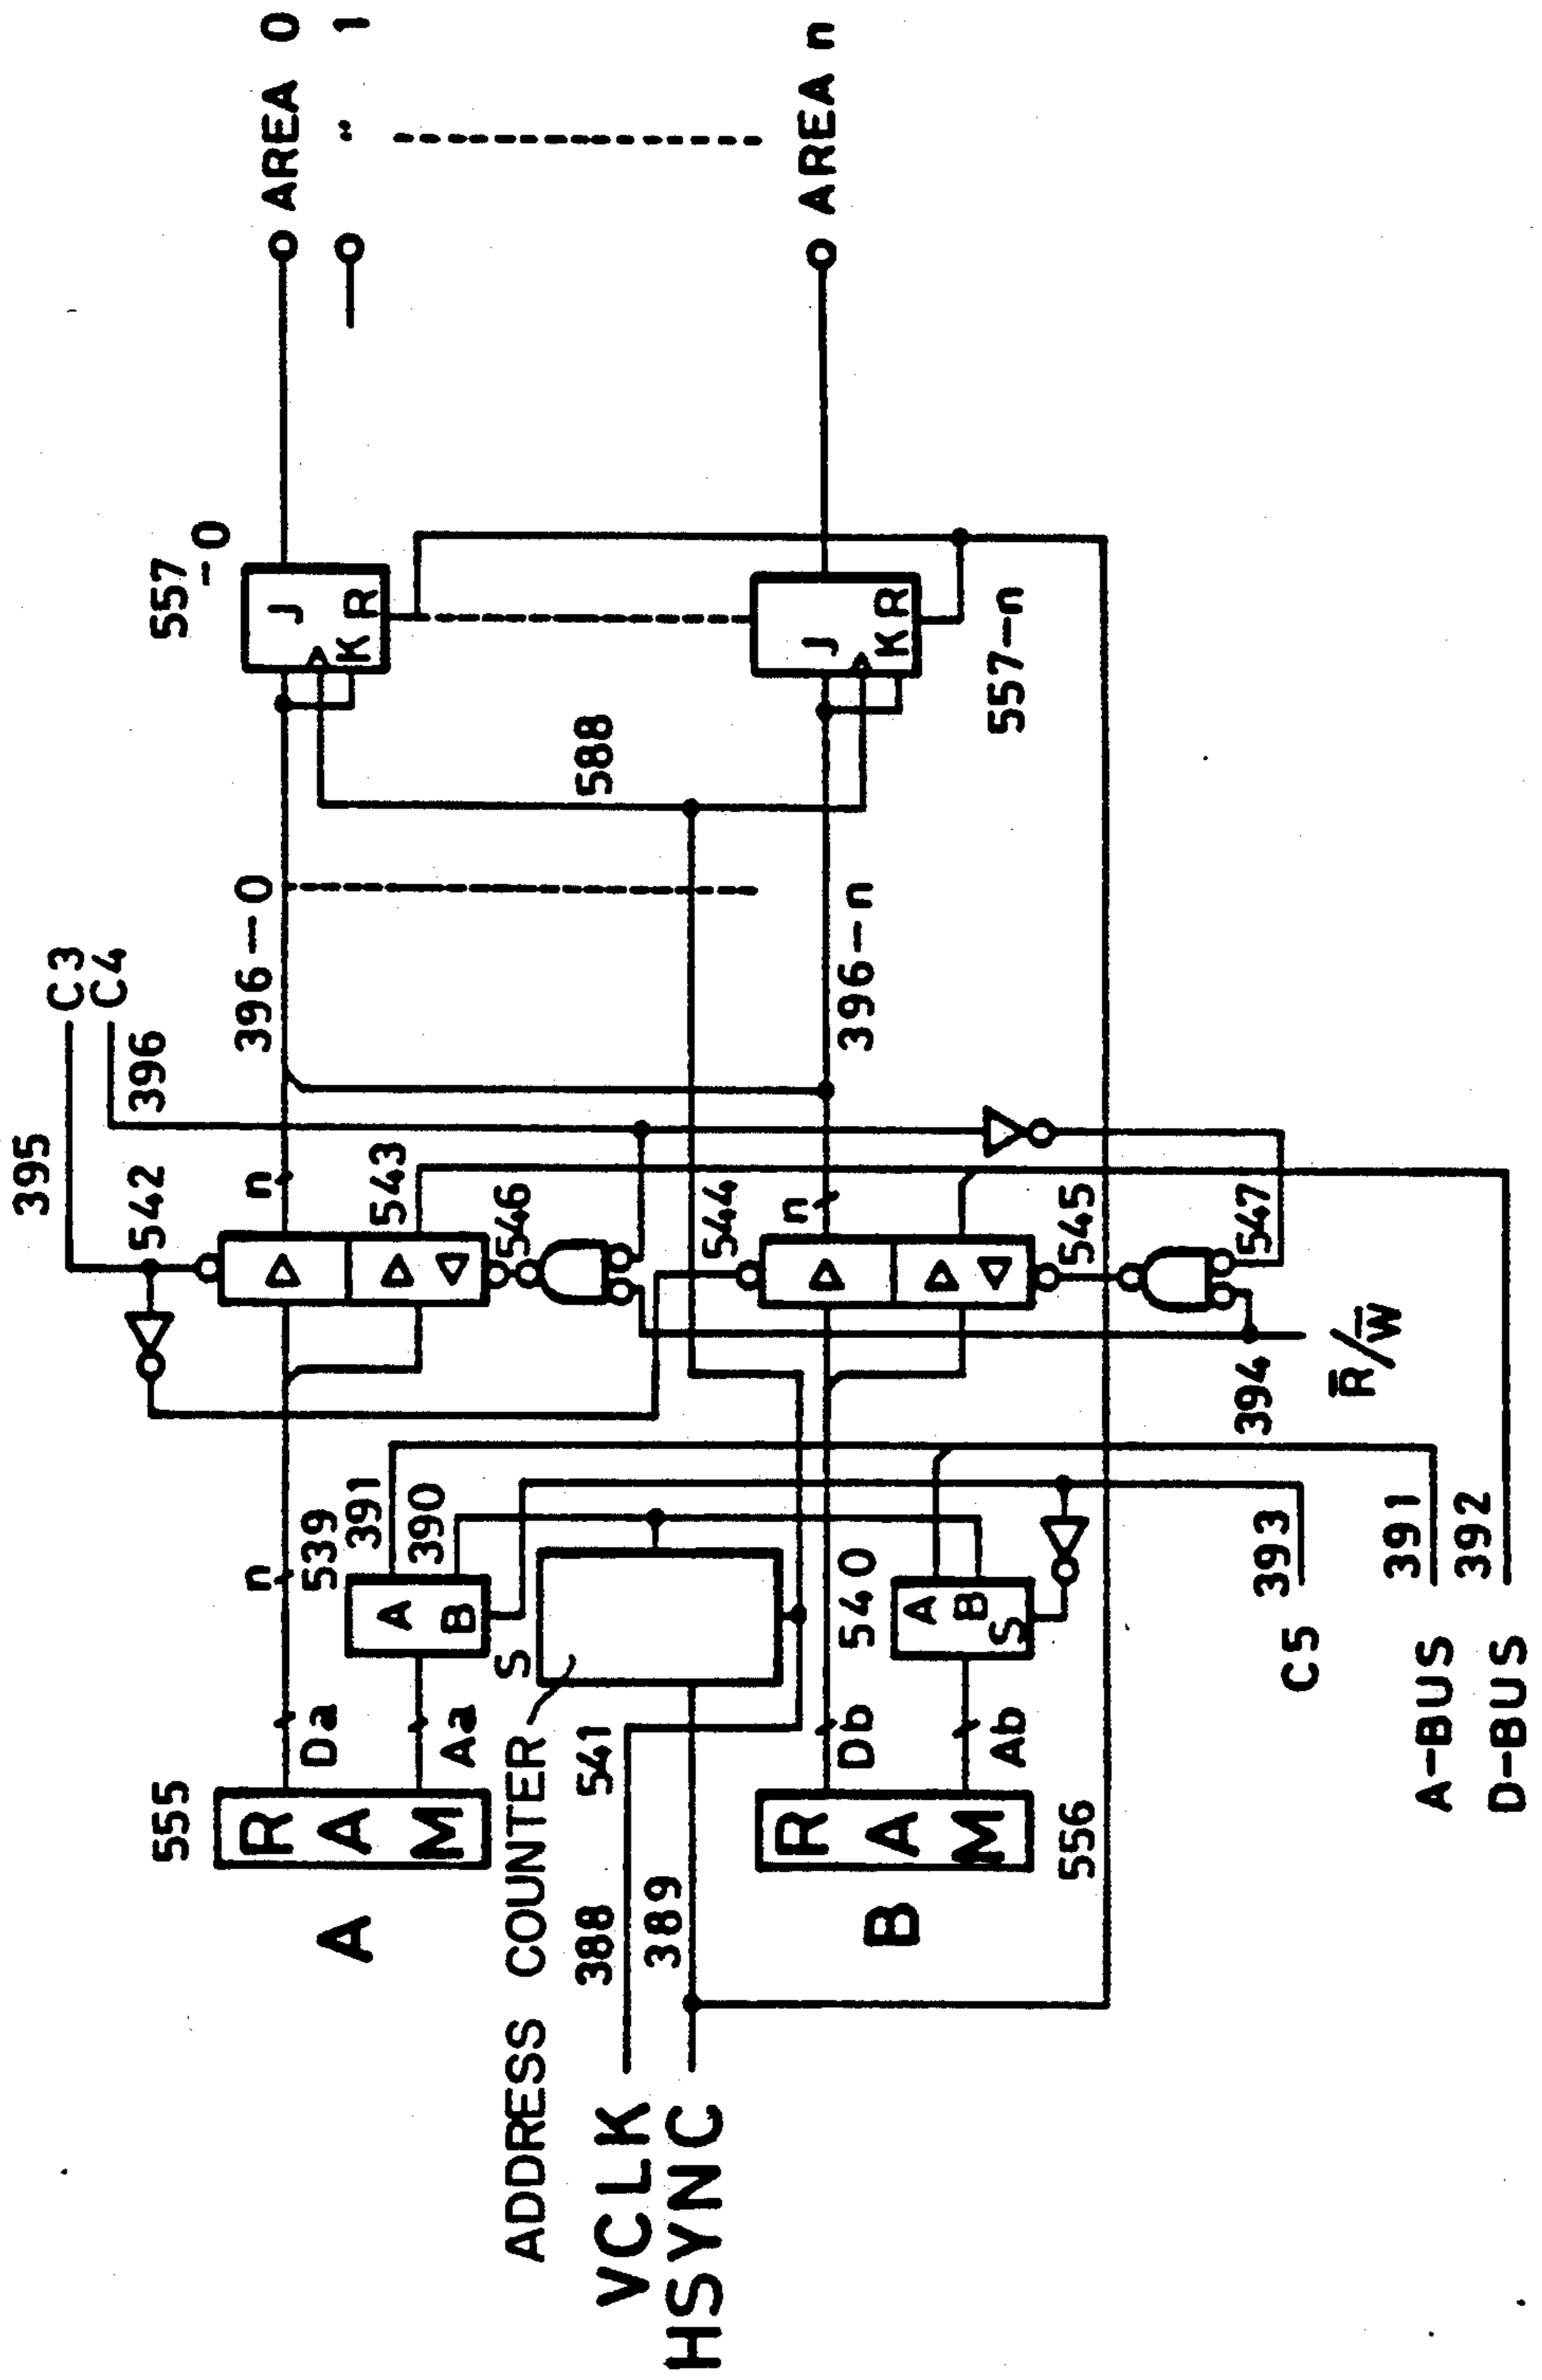 395
C3
C4
396
542
n
396-0
557
-0
AREA 0
〃 1
555
RAM
A
Da
n
539
Aa
391
390
A
B
S
543
546
J
K
R
588
ADDRESS COUNTER
541
388
389
VCLK
HSYNC
544
n
396-n
AREA n
J
K
R
557-n
RAM
B
Db
Ab
540
A
B
S
545
547
556
394
R̅/W̅
C5
393
A-BUS
391
D-BUS
392